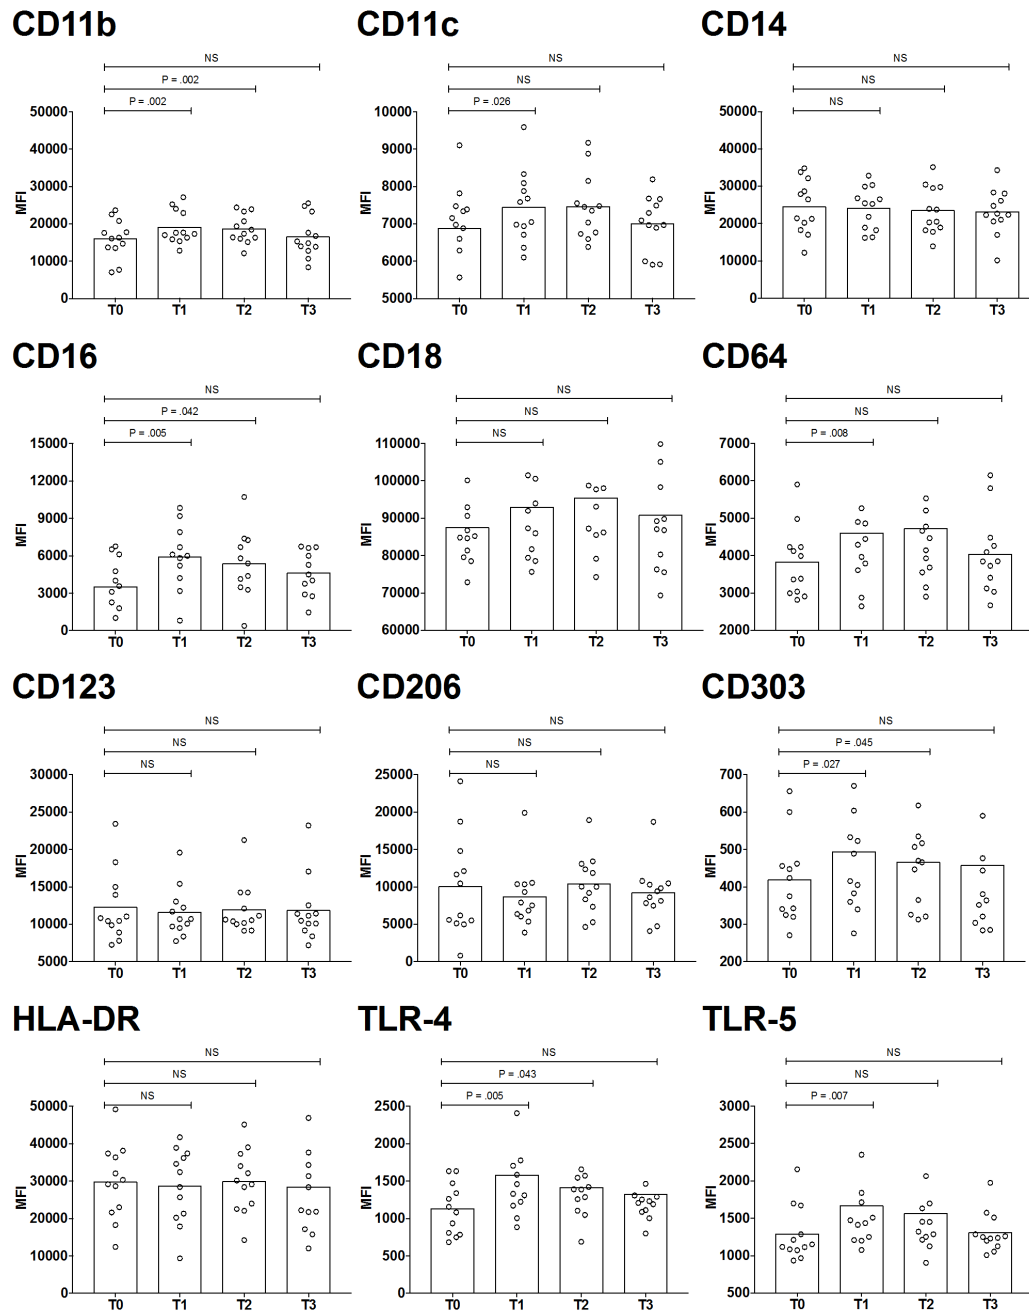 CD11b
CD11c
CD14
NS
P = .002
P = .002
MFI
50000
40000
30000
20000
10000
0
T0 T1 T2 T3
NS
NS
P = .026
MFI
10000
9000
8000
7000
6000
5000
T0 T1 T2 T3
NS
NS
NS
MFI
50000
40000
30000
20000
10000
0
T0 T1 T2 T3
CD16
CD18
CD64
NS
P = .042
P = .005
MFI
15000
12000
9000
6000
3000
0
T0 T1 T2 T3
NS
NS
NS
MFI
110000
100000
90000
80000
70000
60000
T0 T1 T2 T3
NS
NS
P = .008
MFI
7000
6000
5000
4000
3000
2000
T0 T1 T2 T3
CD123
CD206
CD303
NS
NS
NS
MFI
30000
25000
20000
15000
10000
5000
T0 T1 T2 T3
NS
NS
NS
MFI
25000
20000
15000
10000
5000
0
T0 T1 T2 T3
NS
P = .045
P = .027
MFI
700
600
500
400
300
200
T0 T1 T2 T3
HLA-DR
TLR-4
TLR-5
NS
NS
NS
MFI
50000
40000
30000
20000
10000
0
T0 T1 T2 T3
NS
P = .043
P = .005
MFI
2500
2000
1500
1000
500
0
T0 T1 T2 T3
NS
NS
P = .007
MFI
3000
2500
2000
1500
1000
500
T0 T1 T2 T3